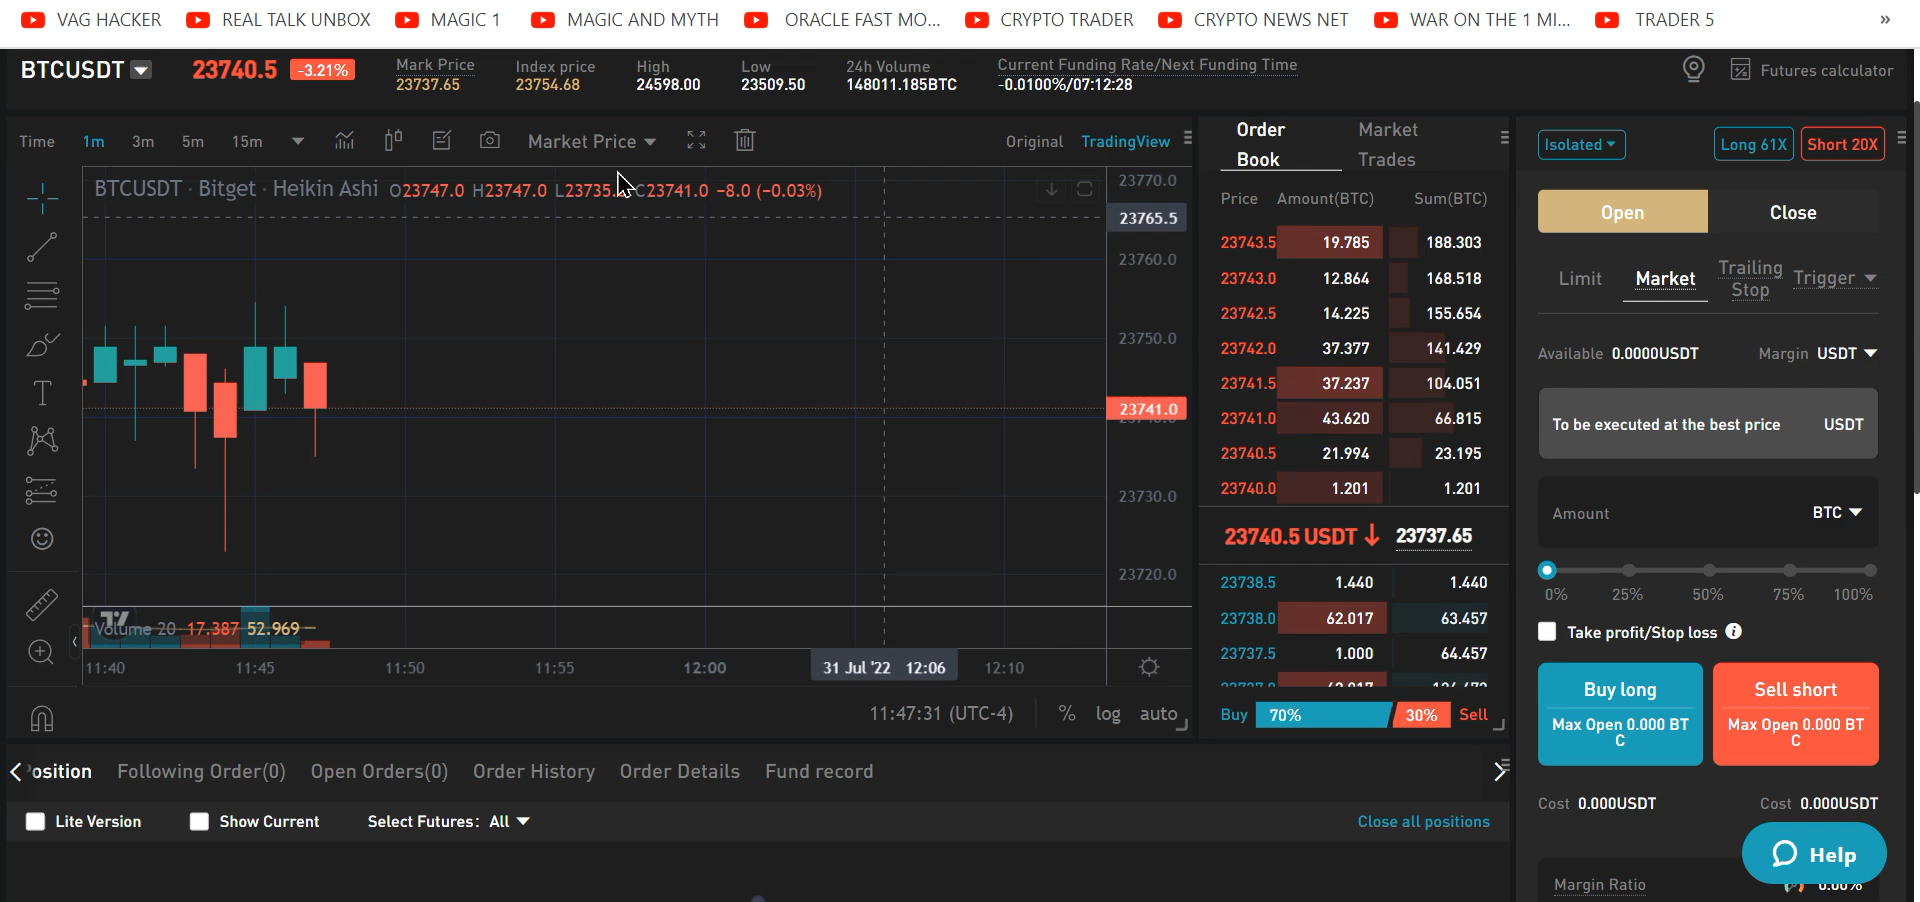 VAG HACKER REAL TALK UNBOX MAGIC 1 MAGIC AND MYTH ORACLE FAST MO... CRYPTO TRADER CRYPTO NEWS NET WAR ON THE 1 MI... TRADER 5 »
BTCUSDT 23740.5 -3.21%
Mark Price
23737.65
Index price
23754.68
High
24598.00
Low
23509.50
24h Volume
148011.185BTC
Current Funding Rate/Next Funding Time
-0.0100%/07:12:28
Futures calculator
Time 1m 3m 5m 15m Market Price Original TradingView
BTCUSDT · Bitget · Heikin Ashi O23747.0 H23747.0 L23735. C23741.0 −8.0 (−0.03%)
23770.0
23765.5
23760.0
23750.0
23741.0
23730.0
23720.0
Volume 20 17.387 52.969
11:40 11:45 11:50 11:55 12:00 31 Jul '22 12:06 12:10
11:47:31 (UTC-4) % log auto
Order Book
Market Trades
Price Amount(BTC) Sum(BTC)
23743.5 19.785 188.303
23743.0 12.864 168.518
23742.5 14.225 155.654
23742.0 37.377 141.429
23741.5 37.237 104.051
23741.0 43.620 66.815
23740.5 21.994 23.195
23740.0 1.201 1.201
23740.5 USDT ↓ 23737.65
23738.5 1.440 1.440
23738.0 62.017 63.457
23737.5 1.000 64.457
Buy 70% 30% Sell
Isolated Long 61X Short 20X
Open Close
Limit Market Trailing Stop Trigger
Available 0.0000USDT Margin USDT
To be executed at the best price USDT
Amount BTC
0% 25% 50% 75% 100%
Take profit/Stop loss
Buy long
Max Open 0.000 BT
C
Sell short
Max Open 0.000 BT
C
Cost 0.000USDT Cost 0.000USDT
Help
Margin Ratio 0.00%
osition Following Order(0) Open Orders(0) Order History Order Details Fund record
Lite Version Show Current Select Futures: All Close all positions